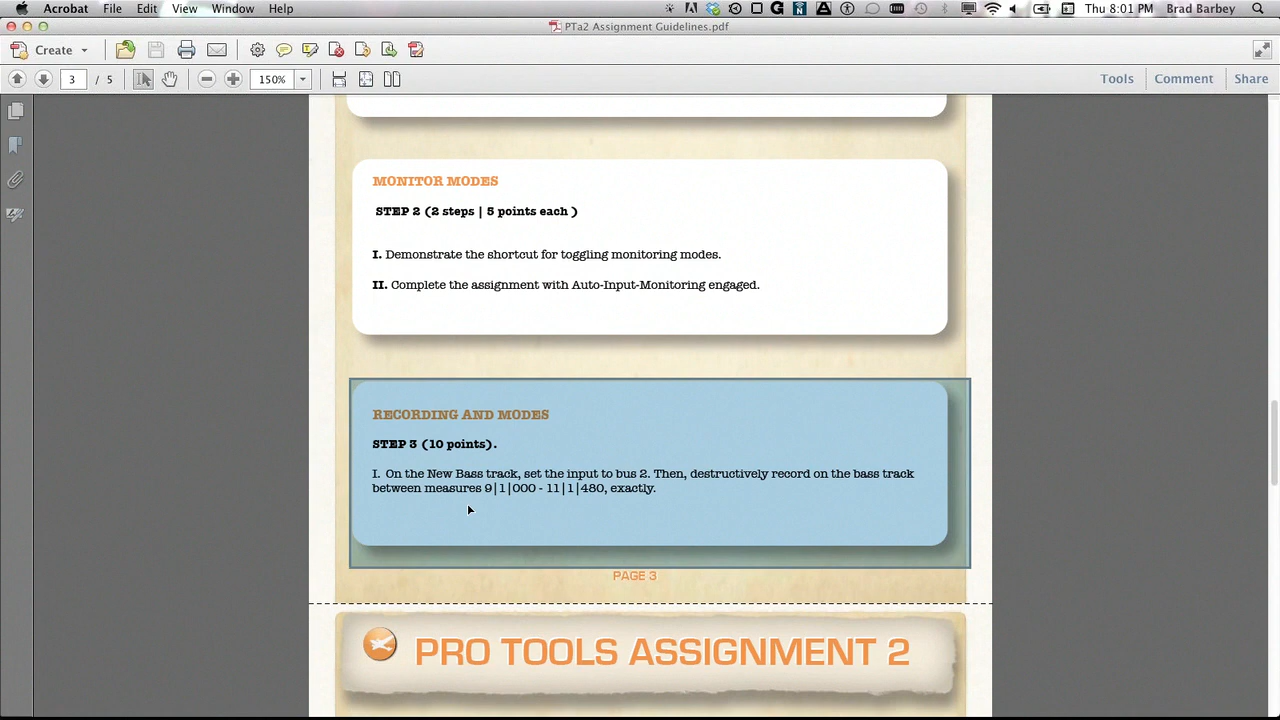 Acrobat File Edit View Window Help Thu 8:01 PM Brad Barbey
PTa2 Assignment Guidelines.pdf
Create
3 / 5 150% Tools Comment Share
MONITOR MODES
STEP 2 (2 steps | 5 points each )
I. Demonstrate the shortcut for toggling monitoring modes.
II. Complete the assignment with Auto-Input-Monitoring engaged.
RECORDING AND MODES
STEP 3 (10 points).
I. On the New Bass track, set the input to bus 2. Then, destructively record on the bass track
between measures 9|1|000 - 11|1|480, exactly.
PAGE 3
PRO TOOLS ASSIGNMENT 2